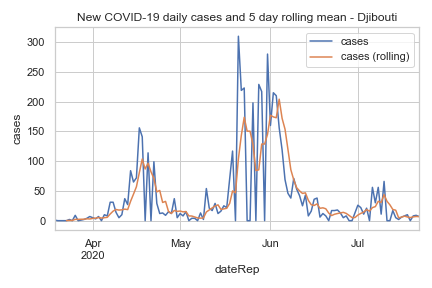 New COVID-19 daily cases and 5 day rolling mean - Djibouti
cases
cases (rolling)
300
250
200
150
100
50
0
cases
Apr
2020
May
Jun
Jul
dateRep